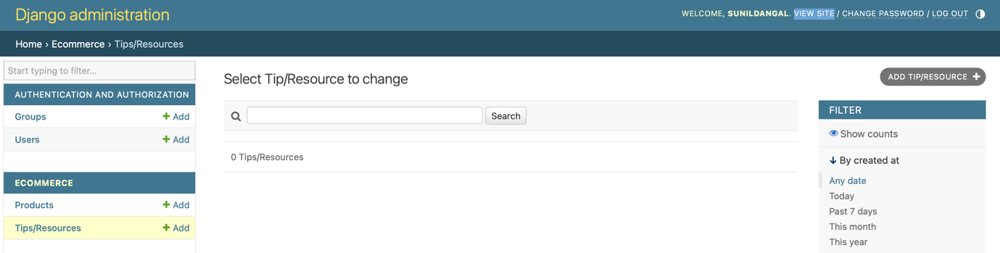 Django administration
WELCOME, SUNILDANGAL. VIEW SITE / CHANGE PASSWORD / LOG OUT
Home › Ecommerce › Tips/Resources
Start typing to filter...
AUTHENTICATION AND AUTHORIZATION
Groups + Add
Users + Add
ECOMMERCE
Products + Add
Tips/Resources + Add
Select Tip/Resource to change
ADD TIP/RESOURCE +
Search
0 Tips/Resources
FILTER
Show counts
↓ By created at
Any date
Today
Past 7 days
This month
This year